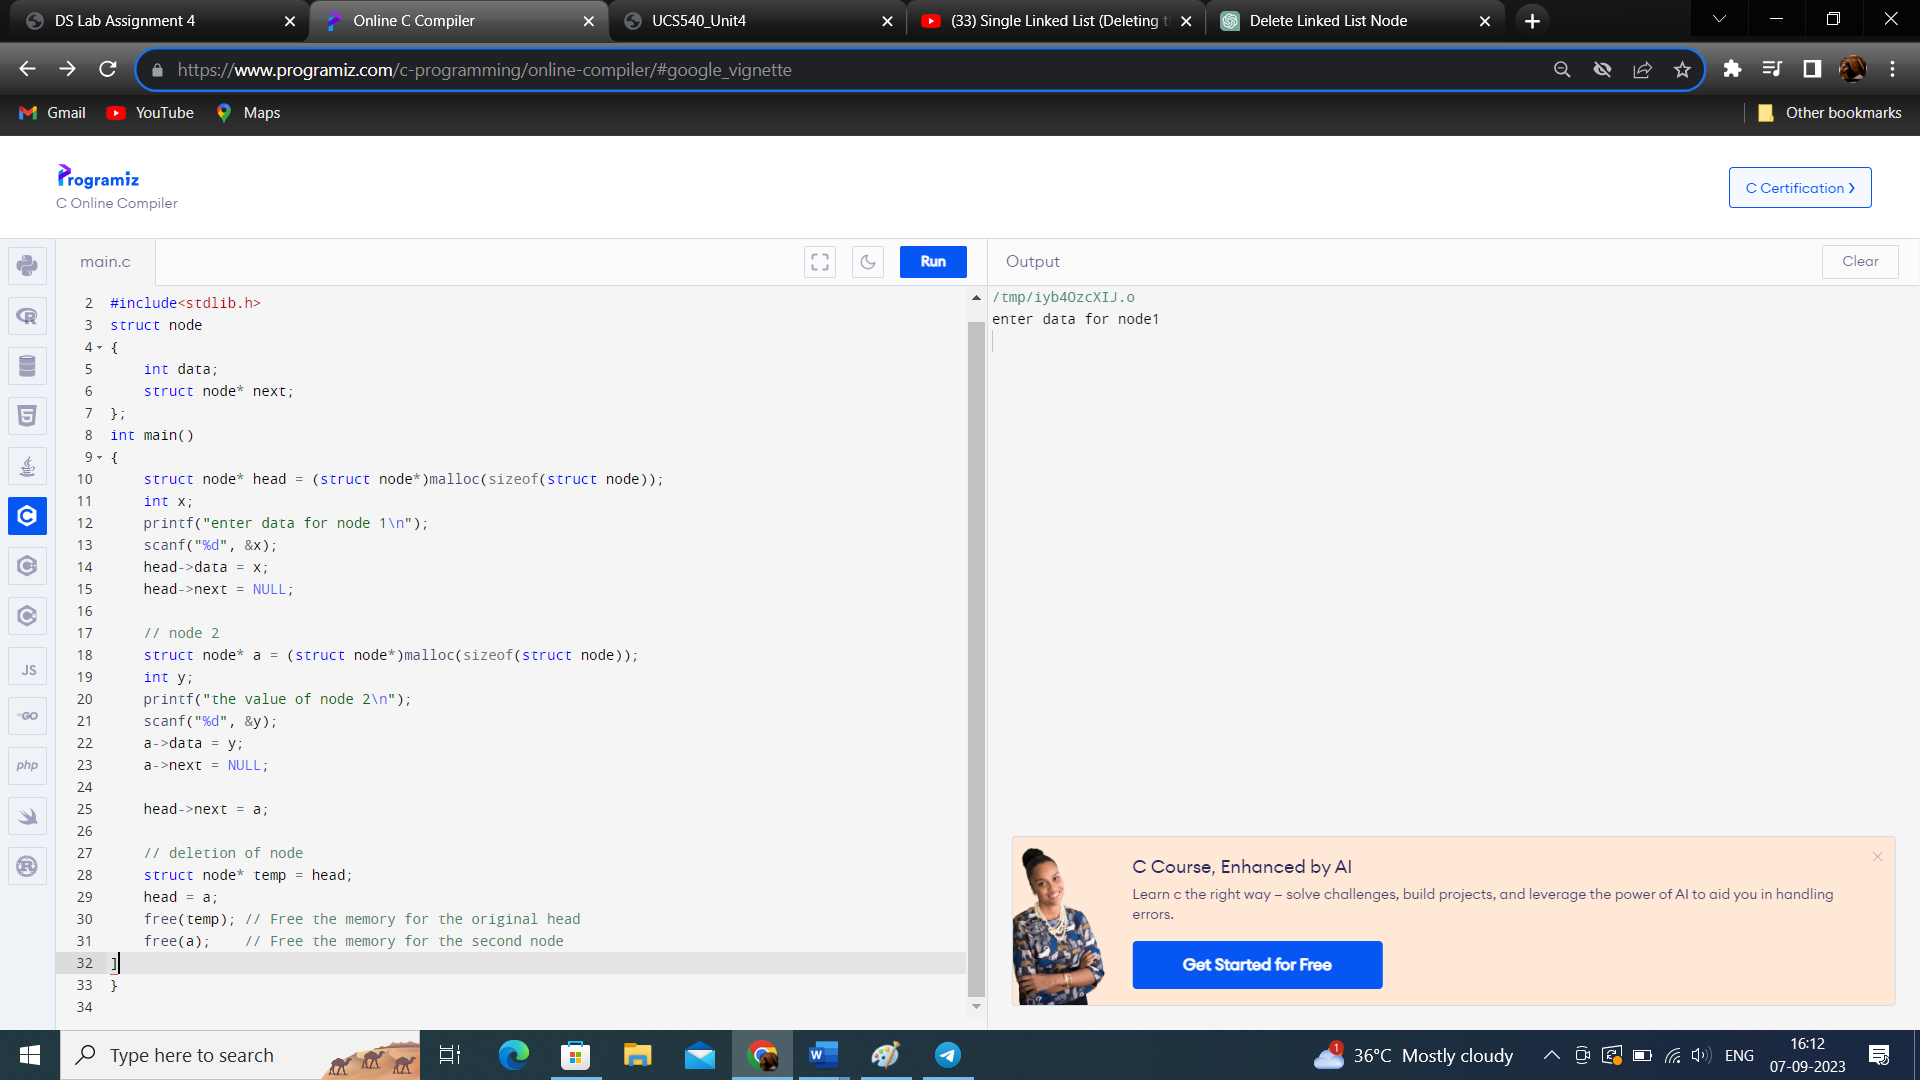 DS Lab Assignment 4
Online C Compiler
UCS540_Unit4
(33) Single Linked List (Deleting t
Delete Linked List Node
https://www.programiz.com/c-programming/online-compiler/#google_vignette
Gmail
YouTube
Maps
Other bookmarks
Programiz
C Online Compiler
C Certification >
main.c
Run
Output
Clear
2 #include<stdlib.h>
3 struct node
4 {
5 int data;
6 struct node* next;
7 };
8 int main()
9 {
10 struct node* head = (struct node*)malloc(sizeof(struct node));
11 int x;
12 printf("enter data for node 1\n");
13 scanf("%d", &x);
14 head->data = x;
15 head->next = NULL;
16
17 // node 2
18 struct node* a = (struct node*)malloc(sizeof(struct node));
19 int y;
20 printf("the value of node 2\n");
21 scanf("%d", &y);
22 a->data = y;
23 a->next = NULL;
24
25 head->next = a;
26
27 // deletion of node
28 struct node* temp = head;
29 head = a;
30 free(temp); // Free the memory for the original head
31 free(a); // Free the memory for the second node
32 ]
33 }
34
/tmp/iyb4OzcXIJ.o
enter data for node1
JS
GO
php
C Course, Enhanced by AI
Learn c the right way – solve challenges, build projects, and leverage the power of AI to aid you in handling
errors.
Get Started for Free
Type here to search
1
36°C Mostly cloudy
ENG
16:12
07-09-2023